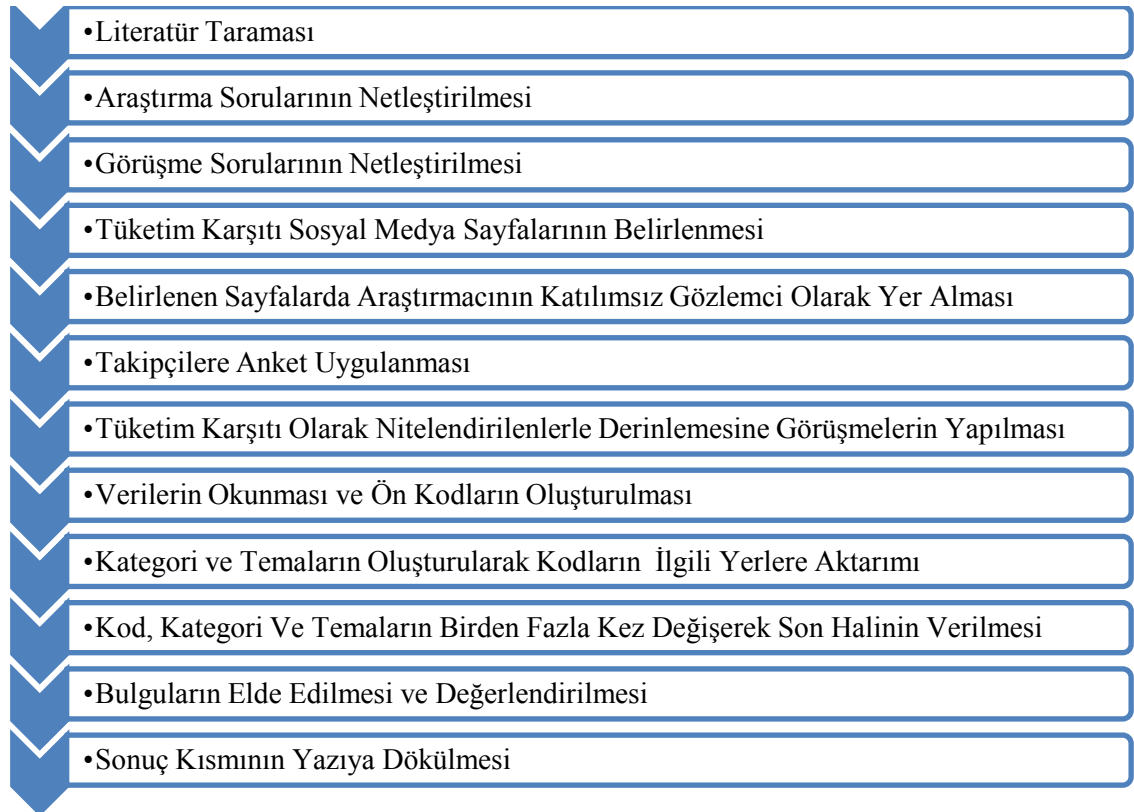 •Literatür Taraması
•Araştırma Sorularının Netleştirilmesi
•Görüşme Sorularının Netleştirilmesi
•Tüketim Karşıtı Sosyal Medya Sayfalarının Belirlenmesi
•Belirlenen Sayfalarda Araştırmacının Katılımsız Gözlemci Olarak Yer Alması
•Takipçilere Anket Uygulanması
•Tüketim Karşıtı Olarak Nitelendirilenlerle Derinlemesine Görüşmelerin Yapılması
•Verilerin Okunması ve Ön Kodların Oluşturulması
•Kategori ve Temaların Oluşturularak Kodların İlgili Yerlere Aktarımı
•Kod, Kategori Ve Temaların Birden Fazla Kez Değişerek Son Halinin Verilmesi
•Bulguların Elde Edilmesi ve Değerlendirilmesi
•Sonuç Kısmının Yazıya Dökülmesi